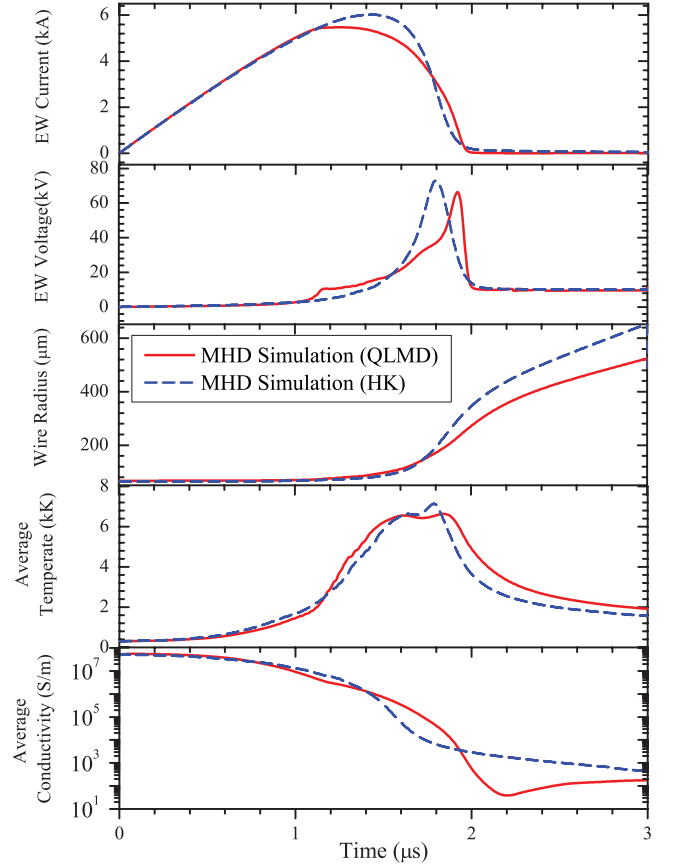 EW Current (kA)
6
4
2
0
EW Voltage(kV)
80
60
40
20
0
Wire Radius (μm)
600
400
200
MHD Simulation (QLMD)
MHD Simulation (HK)
Average
Temperate (kK)
8
6
4
2
0
Average
Conductivity (S/m)
10^7
10^5
10^3
10^1
0 1 2 3
Time (μs)